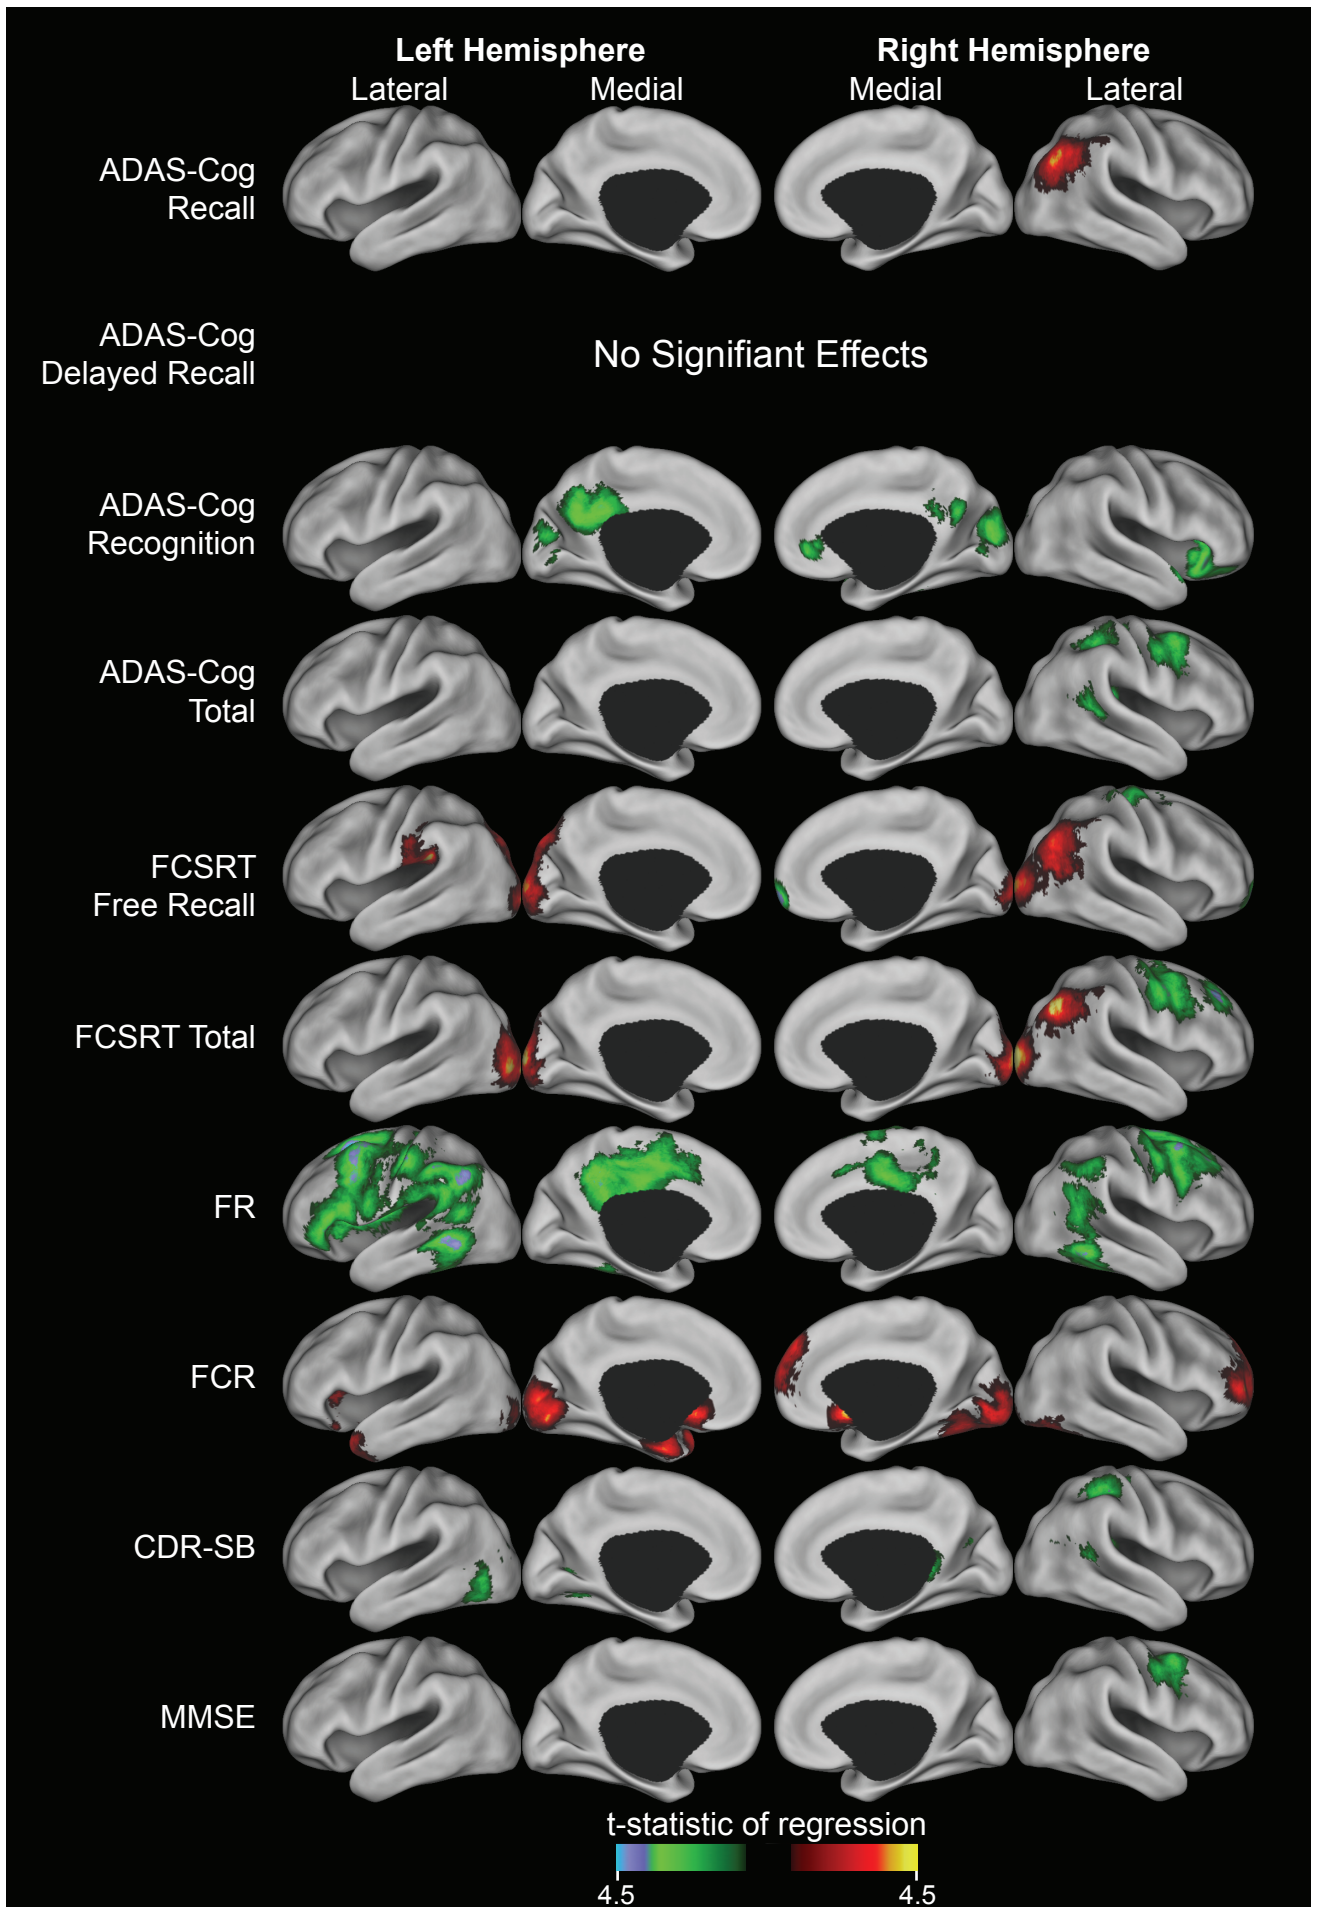 Left Hemisphere
Right Hemisphere
Lateral
Medial
Medial
Lateral
ADAS-Cog
Recall
ADAS-Cog
Delayed Recall
No Signifiant Effects
ADAS-Cog
Recognition
ADAS-Cog
Total
FCSRT
Free Recall
FCSRT Total
FR
FCR
CDR-SB
MMSE
t-statistic of regression
4.5
4.5